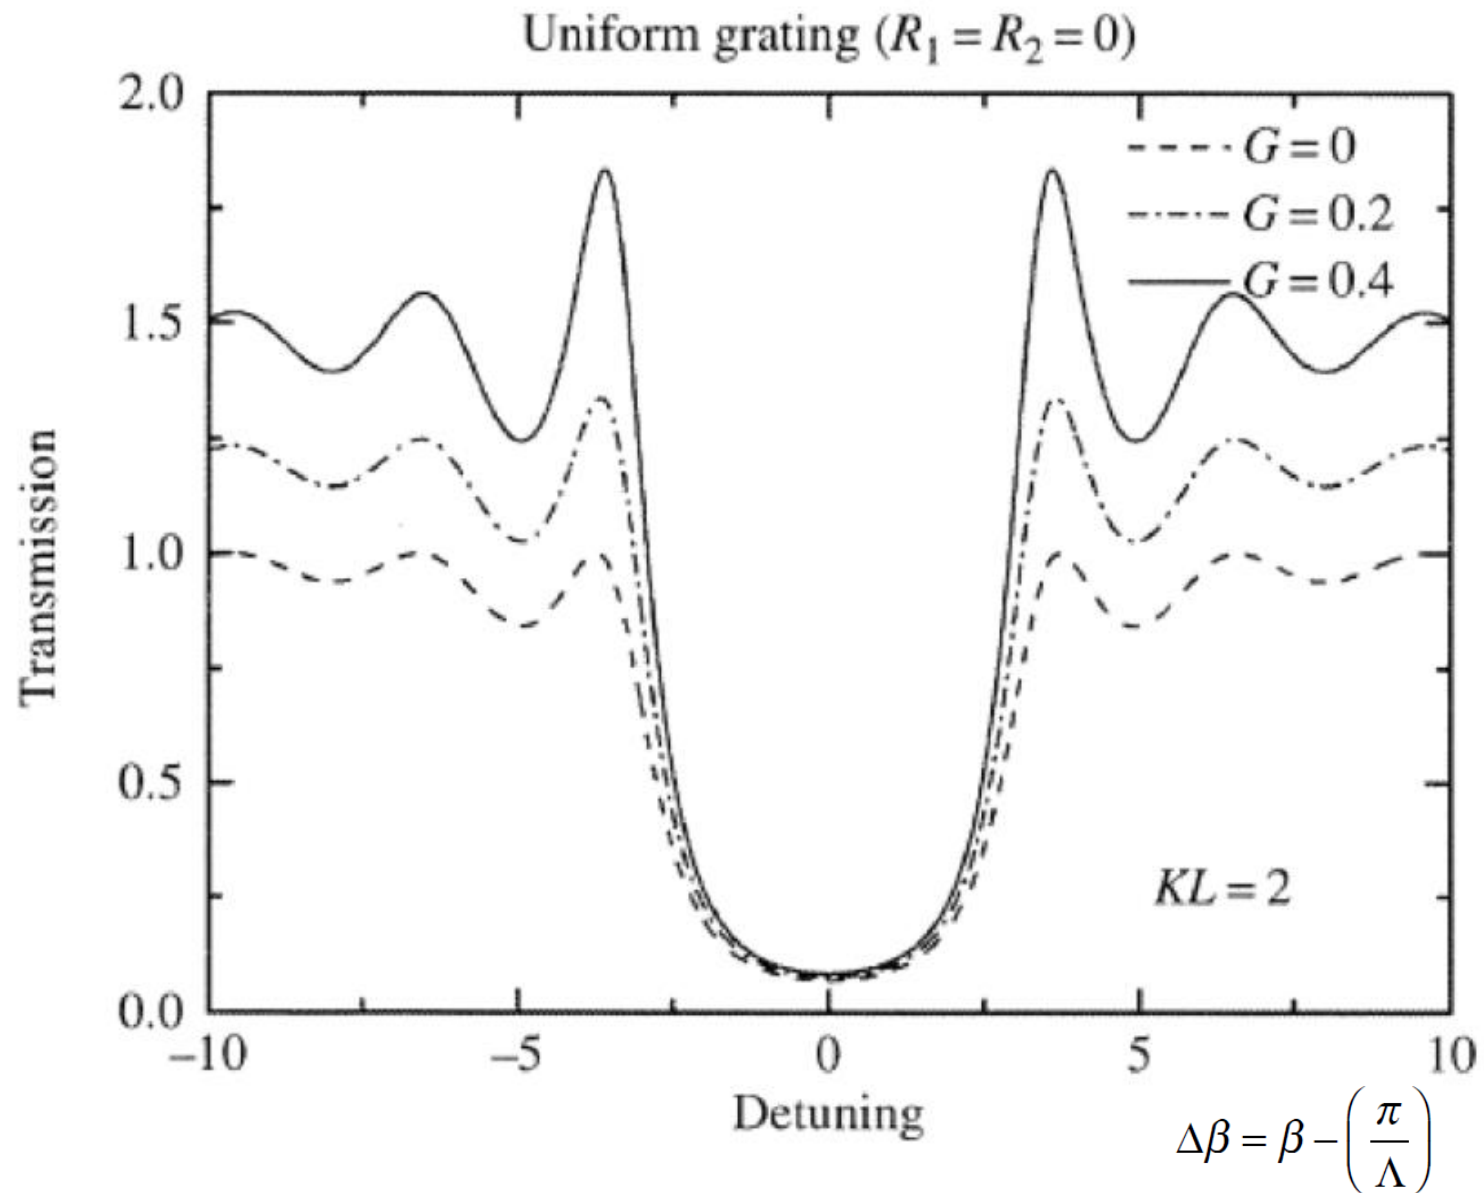 Uniform grating (R₁ = R₂ = 0)
2.0
G = 0
G = 0.2
G = 0.4
1.5
1.0
0.5
0.0
KL = 2
Transmission
–10
–5
0
5
10
Detuning
Δβ = β – (π/Λ)